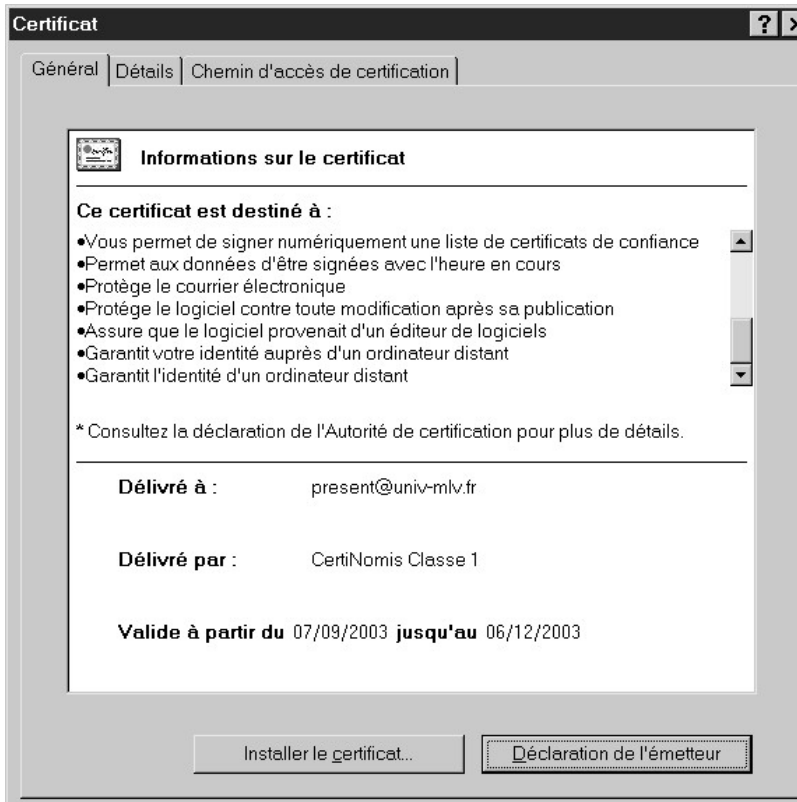 Certificat
Général Détails Chemin d'accès de certification
Informations sur le certificat
Ce certificat est destiné à :
•Vous permet de signer numériquement une liste de certificats de confiance
•Permet aux données d'être signées avec l'heure en cours
•Protège le courrier électronique
•Protége le logiciel contre toute modification après sa publication
•Assure que le logiciel provenait d'un éditeur de logiciels
•Garantit votre identité auprès d'un ordinateur distant
•Garantit l'identité d'un ordinateur distant
* Consultez la déclaration de l'Autorité de certification pour plus de détails.
Délivré à : present@univ-mlv.fr
Délivré par : CertiNomis Classe 1
Valide à partir du 07/09/2003 jusqu'au 06/12/2003
Installer le certificat... Déclaration de l'émetteur